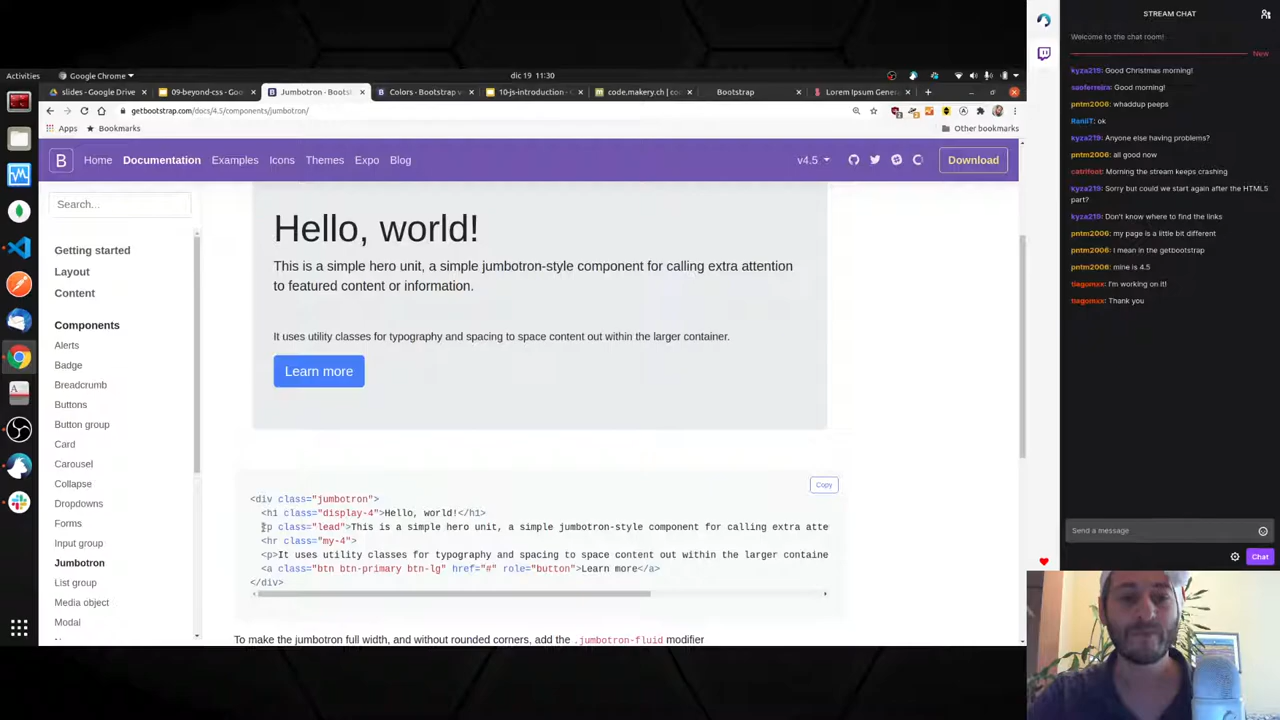 STREAM CHAT
Welcome to the chat room!
New
kyza219: Good Christmas morning!
saoferreira: Good morning!
pntm2006: whaddup peeps
RaniiT: ok
kyza219: Anyone else having problems?
pntm2006: all good now
catrifoot: Morning the stream keeps crashing
kyza219: Sorry but could we start again after the HTML5
part?
kyza219: Don't know where to find the links
pntm2006: my page is a little bit different
pntm2006: I mean in the getbootstrap
pntm2006: mine is 4.5
tiagomxx: I'm working on it!
tiagomxx: Thank you
Send a message
Chat
Activities
Google Chrome
dic 19 11:30
slides - Google Drive
09-beyond-css - Goo
Jumbotron · Bootst
Colors · Bootstrap v
10-js-introduction - G
code.makery.ch | Boo
Bootstrap
Lorem Ipsum Gener
getbootstrap.com/docs/4.5/components/jumbotron/
Apps
Bookmarks
Other bookmarks
B
Home
Documentation
Examples
Icons
Themes
Expo
Blog
v4.5
Download
Search...
Getting started
Layout
Content
Components
Alerts
Badge
Breadcrumb
Buttons
Button group
Card
Carousel
Collapse
Dropdowns
Forms
Input group
Jumbotron
List group
Media object
Modal
Hello, world!
This is a simple hero unit, a simple jumbotron-style component for calling extra attention
to featured content or information.
It uses utility classes for typography and spacing to space content out within the larger container.
Learn more
Copy
<div class="jumbotron">
<h1 class="display-4">Hello, world!</h1>
<p class="lead">This is a simple hero unit, a simple jumbotron-style component for calling extra atte
<hr class="my-4">
<p>It uses utility classes for typography and spacing to space content out within the larger containe
<a class="btn btn-primary btn-lg" href="#" role="button">Learn more</a>
</div>
To make the jumbotron full width, and without rounded corners, add the .jumbotron-fluid modifier